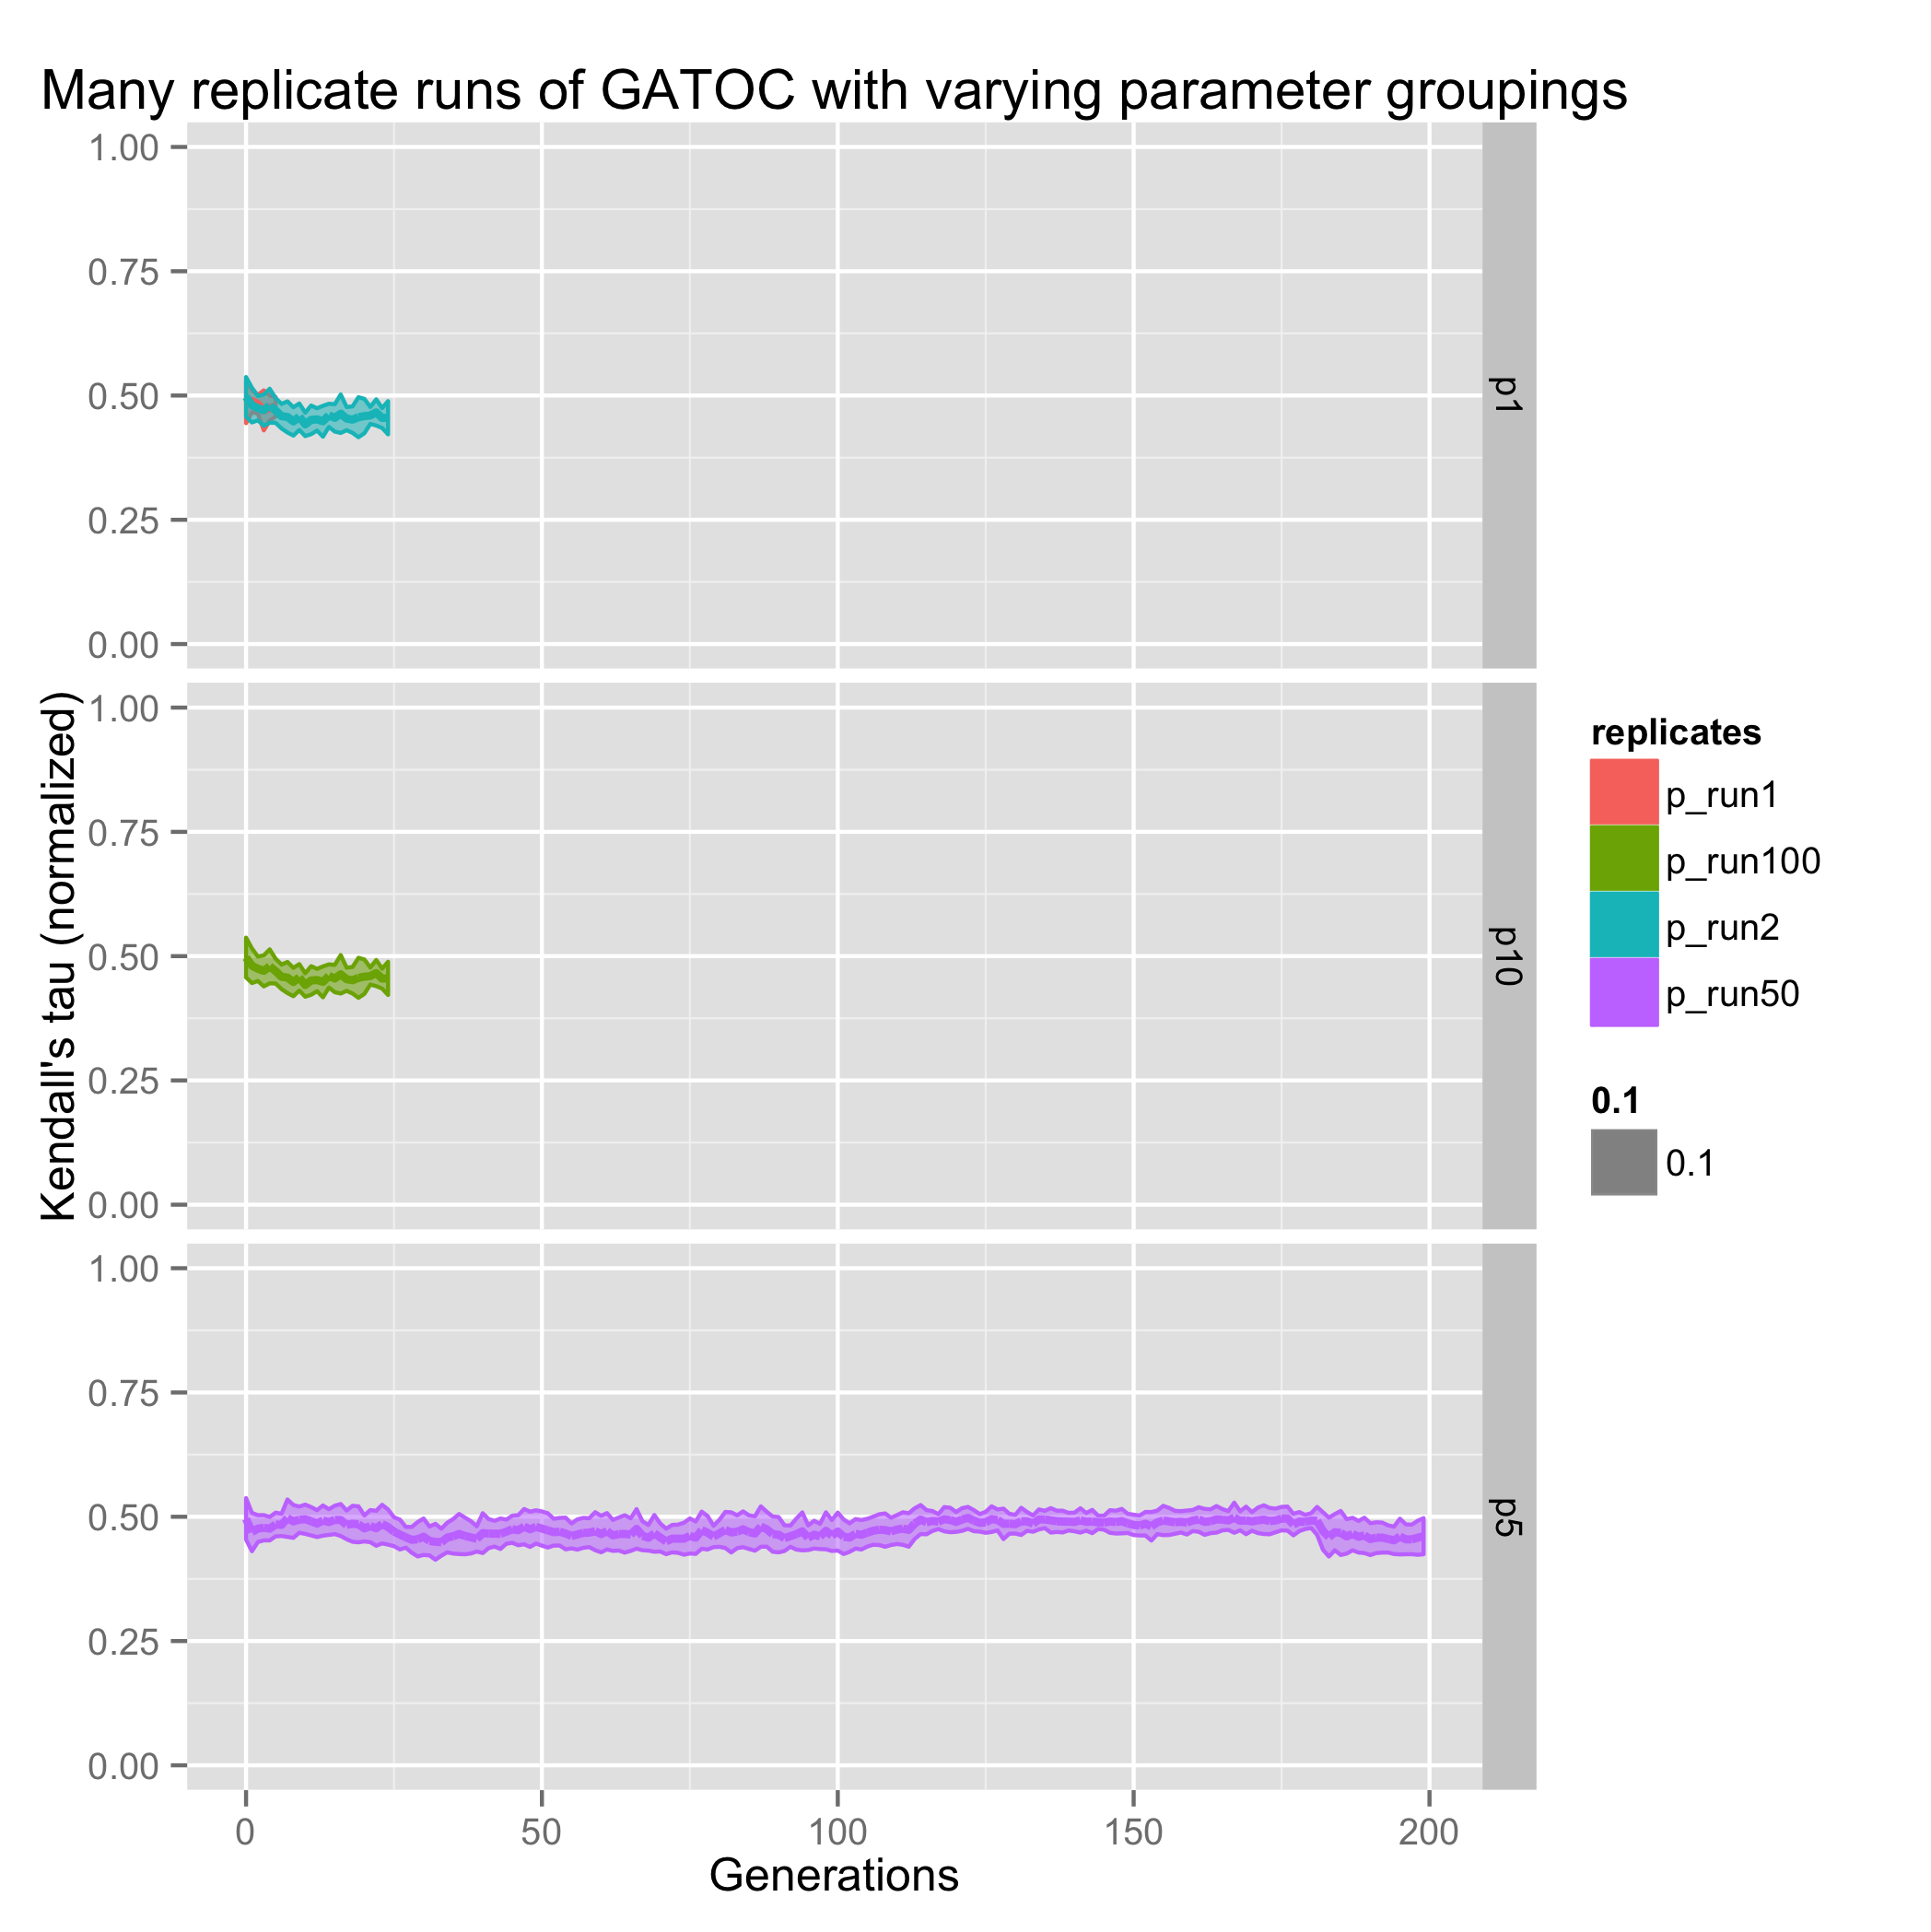 Many replicate runs of GATOC with varying parameter groupings
1.00
0.75
0.50
0.25
0.00
p1
Kendall's tau (normalized)
1.00
0.75
0.50
0.25
0.00
p10
1.00
0.75
0.50
0.25
0.00
p5
0 50 100 150 200
Generations
replicates
p_run1
p_run100
p_run2
p_run50
0.1
0.1